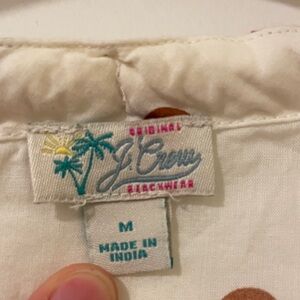 ORIGINAL
J. Crew
BEACHWEAR
M
MADE IN
INDIA